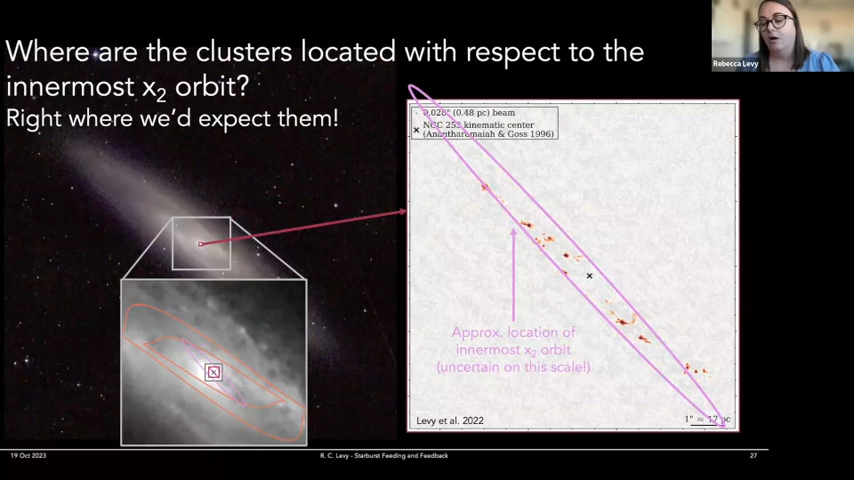 Where are the clusters located with respect to the
innermost x₂ orbit?
Right where we'd expect them!
Rebecca Levy
0.028" (0.48 pc) beam
NGC 253 kinematic center
(Anantharamaiah & Goss 1996)
Approx. location of
innermost x₂ orbit
(uncertain on this scale!)
Levy et al. 2022
1" = 17 pc
19 Oct 2023
R. C. Levy - Starburst Feeding and Feedback
27